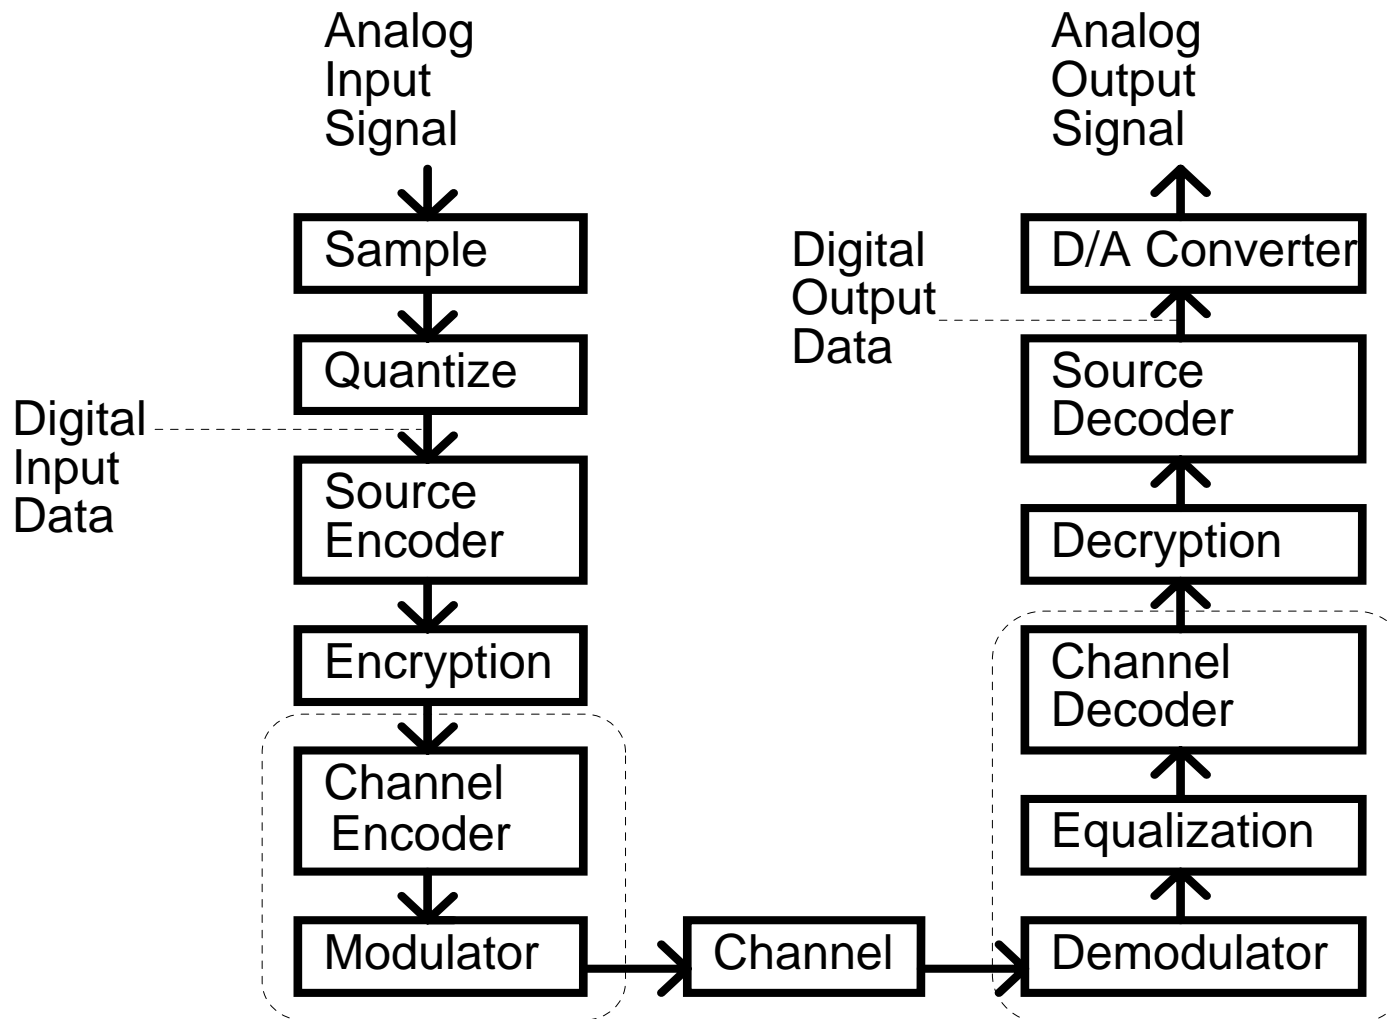 Analog
Input
Signal
Sample
Quantize
Digital
Input
Data
Source
Encoder
Encryption
Channel
Encoder
Modulator
Channel
Analog
Output
Signal
D/A Converter
Digital
Output
Data
Source
Decoder
Decryption
Channel
Decoder
Equalization
Demodulator